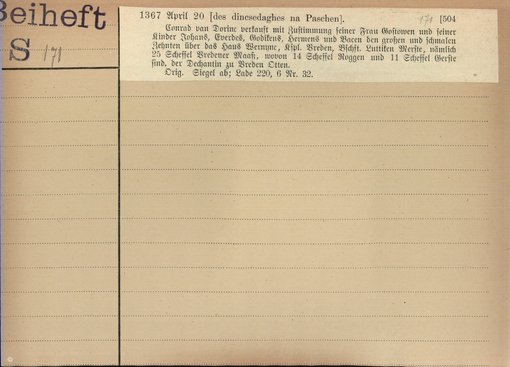 Beiheft
S 171
1367 April 20 [des dincsedaghes na Paschen]. 171 [504
Conrad van Dorinc verkauft mit Zustimmung seiner Frau Gostowen und seiner
Kinder Johans, Everdes, Godikens, Hermens und Bacen den großen und schmalen
Zehnten über das Haus Wermync, Kspl. Vreden, Bschft. Luttiken Merste, nämlich
25 Scheffel Vredener Maaß, wovon 14 Scheffel Roggen und 11 Scheffel Gerste
sind, der Dechantin zu Vreden Otten.
Orig. Siegel ab; Lade 220, 6 Nr. 32.